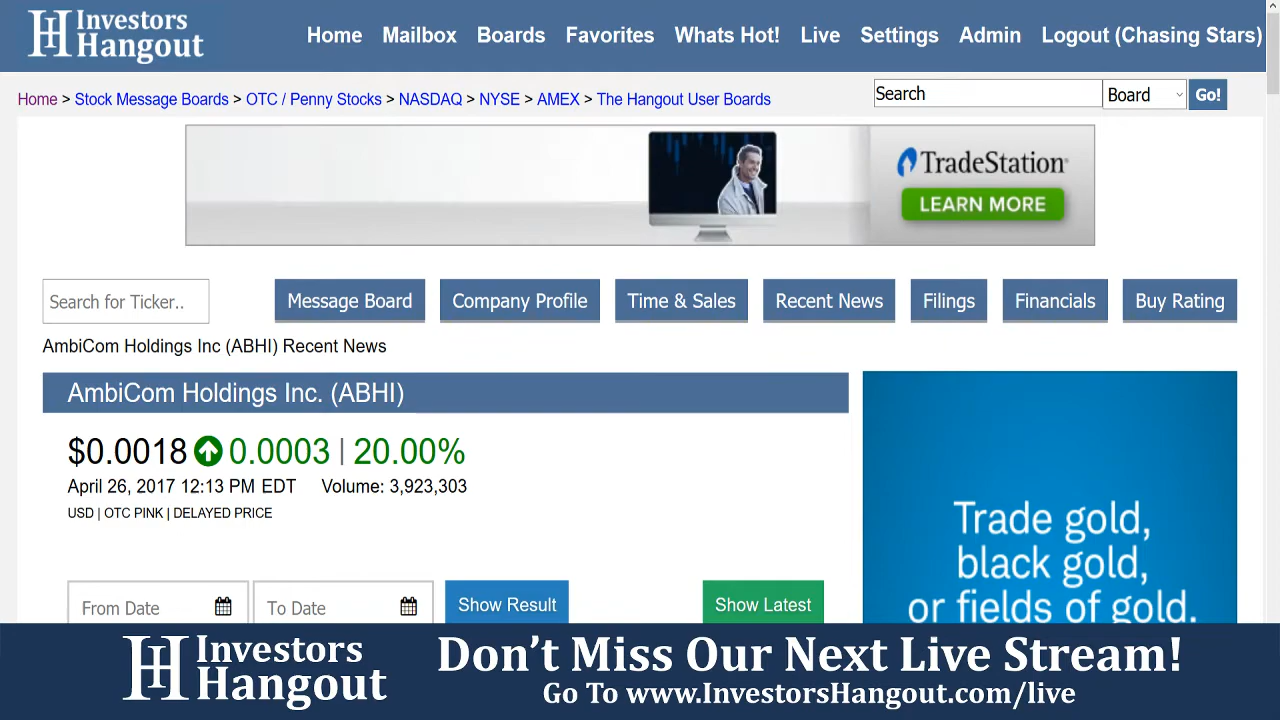 Investors Hangout
Home Mailbox Boards Favorites Whats Hot! Live Settings Admin Logout (Chasing Stars)
Home > Stock Message Boards > OTC / Penny Stocks > NASDAQ > NYSE > AMEX > The Hangout User Boards
Search Board Go!
TradeStation
LEARN MORE
Search for Ticker.. Message Board Company Profile Time & Sales Recent News Filings Financials Buy Rating
AmbiCom Holdings Inc (ABHI) Recent News
AmbiCom Holdings Inc. (ABHI)
$0.0018 0.0003 | 20.00%
April 26, 2017 12:13 PM EDT Volume: 3,923,303
USD | OTC PINK | DELAYED PRICE
From Date To Date Show Result Show Latest
Trade gold,
black gold,
or fields of gold.
Investors
Hangout
Don't Miss Our Next Live Stream!
Go To www.InvestorsHangout.com/live